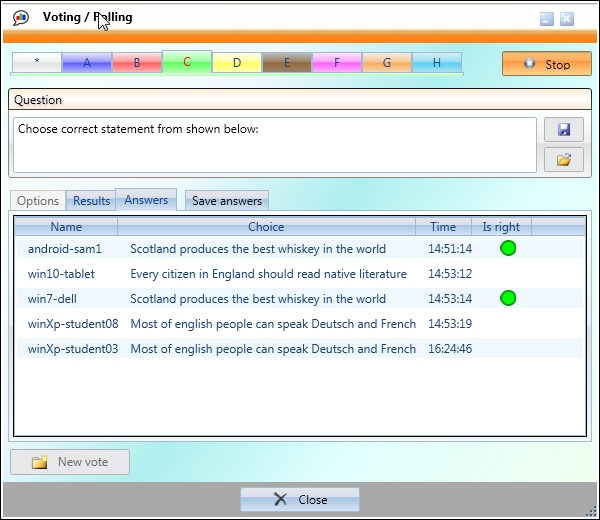 Voting / Polling
* A B C D E F G H Stop
Question
Choose correct statement from shown below:
Options Results Answers Save answers
Name Choice Time Is right
android-sam1 Scotland produces the best whiskey in the world 14:51:14
win10-tablet Every citizen in England should read native literature 14:53:12
win7-dell Scotland produces the best whiskey in the world 14:53:14
winXp-student08 Most of english people can speak Deutsch and French 14:53:19
winXp-student03 Most of english people can speak Deutsch and French 16:24:46
New vote
Close